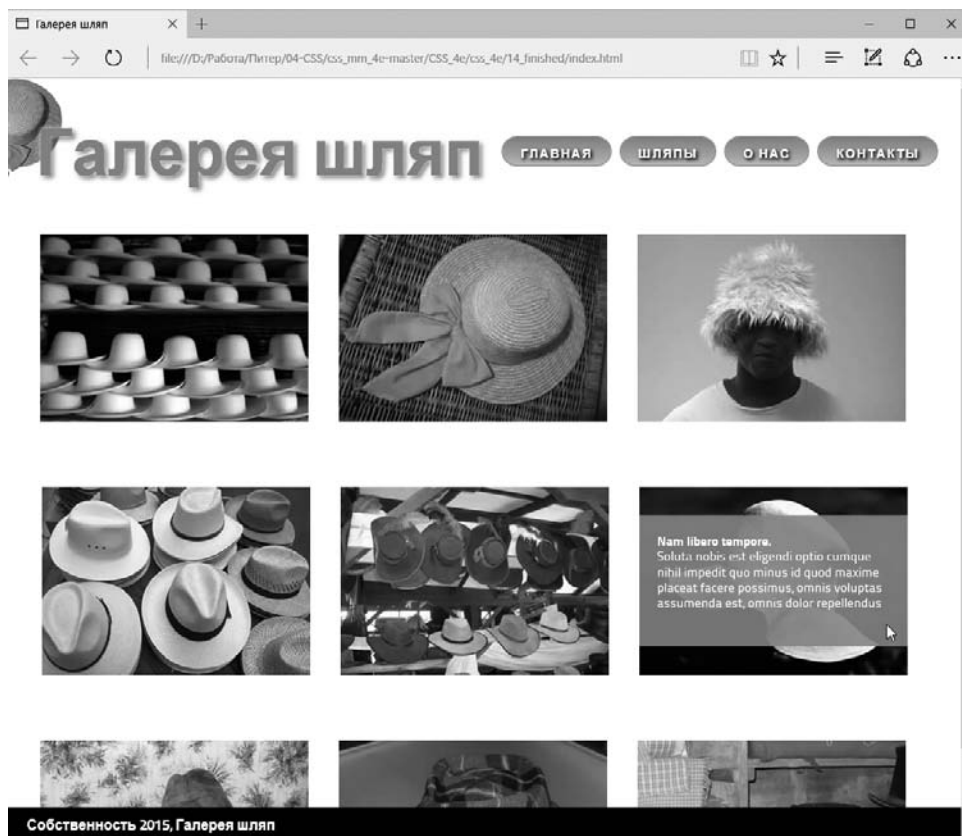 Галерея шляп
file:///D:/Работа/Питер/04-CSS/css_mm_4e-master/CSS_4e/css_4e/14_finished/index.html
Галерея шляп
ГЛАВНАЯ
ШЛЯПЫ
О НАС
КОНТАКТЫ
Nam libero tempore.
Soluta nobis est eligendi optio cumque
nihil impedit quo minus id quod maxime
placeat facere possimus, omnis voluptas
assumenda est, omnis dolor repellendus
Собственность 2015, Галерея шляп